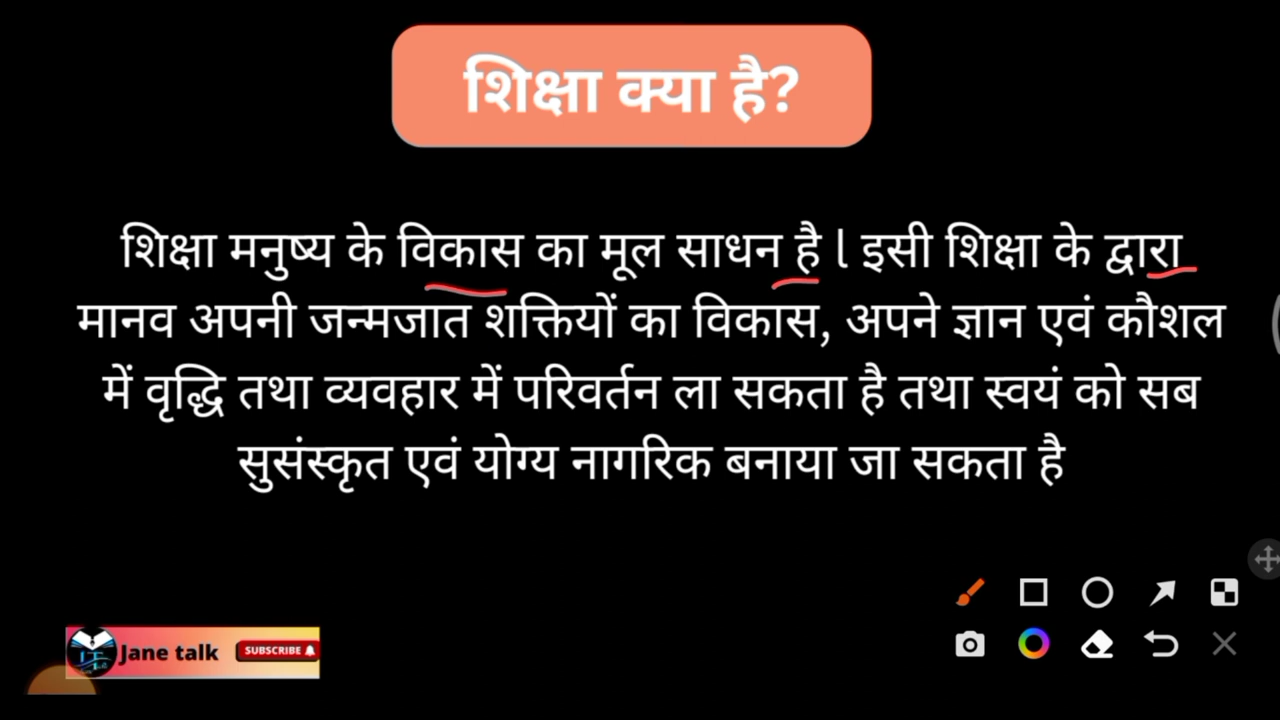 शिक्षा क्या है?
शिक्षा मनुष्य के विकास का मूल साधन है l इसी शिक्षा के द्वारा
मानव अपनी जन्मजात शक्तियों का विकास, अपने ज्ञान एवं कौशल
में वृद्धि तथा व्यवहार में परिवर्तन ला सकता है तथा स्वयं को सब
सुसंस्कृत एवं योग्य नागरिक बनाया जा सकता है
Jane talk
SUBSCRIBE